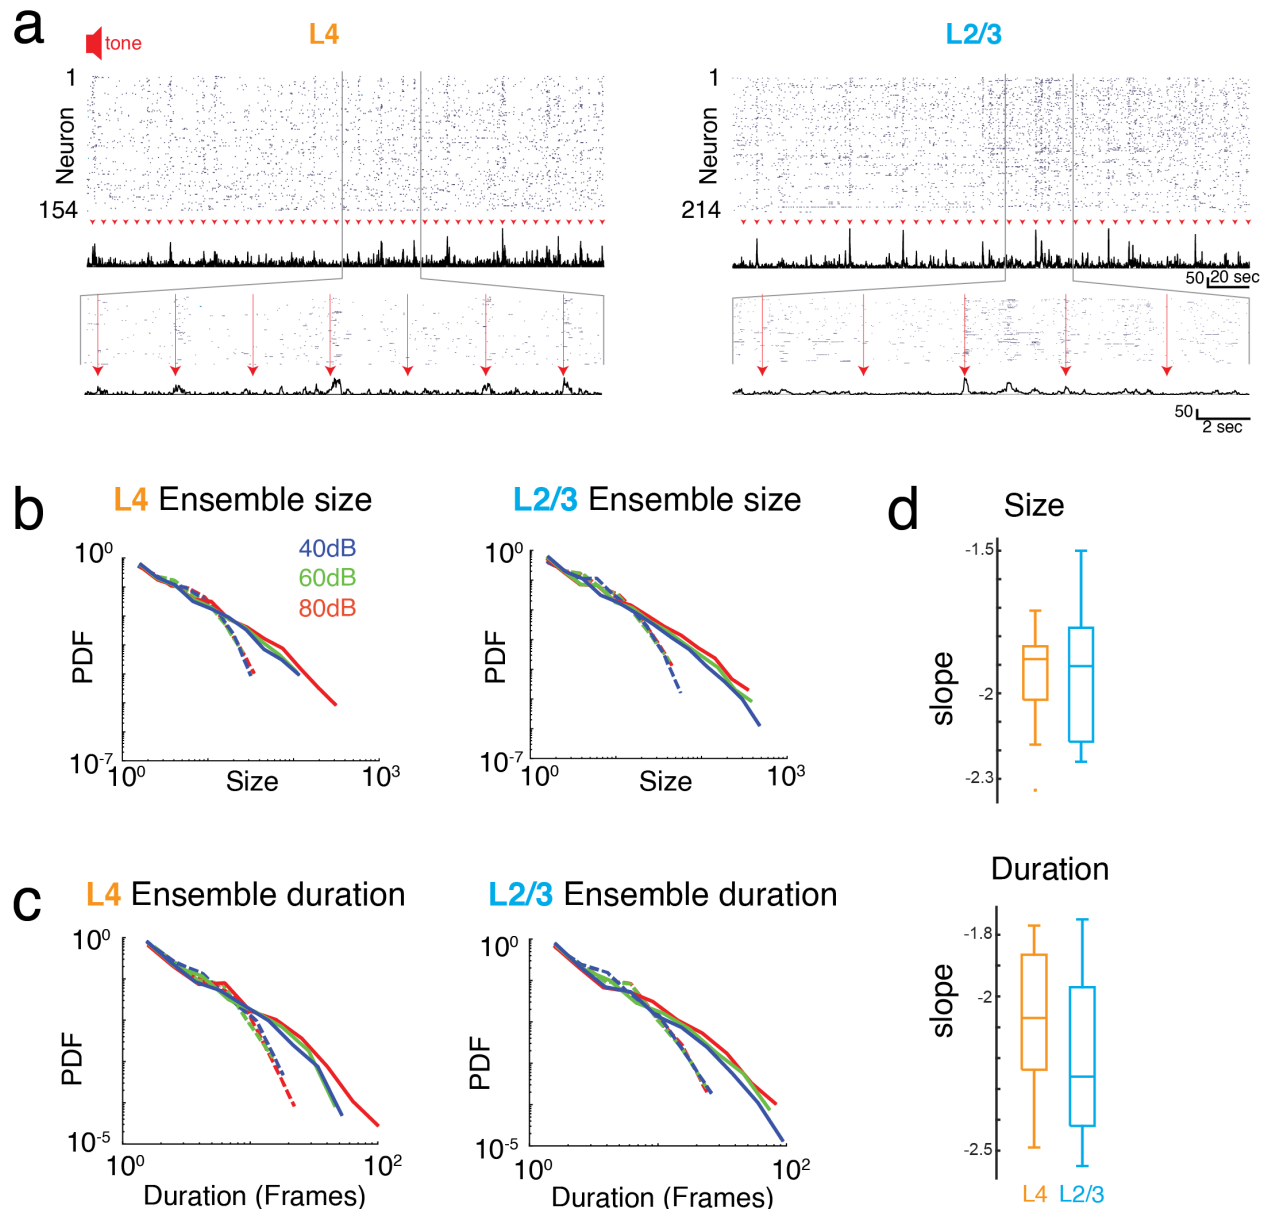 a
tone
L4
L2/3
1
Neuron
154
1
Neuron
214
50 20 sec
50
2 sec
b
L4 Ensemble size
40dB
60dB
80dB
10^0
PDF
10^-7
10^0
Size
10^3
L2/3 Ensemble size
10^0
PDF
10^-7
10^0
Size
10^3
d
Size
-1.5
-2
-2.3
slope
c
L4 Ensemble duration
10^0
PDF
10^-5
10^0
10^2
Duration (Frames)
L2/3 Ensemble duration
10^0
PDF
10^-5
10^0
10^2
Duration (Frames)
Duration
-1.8
-2
-2.5
slope
L4 L2/3